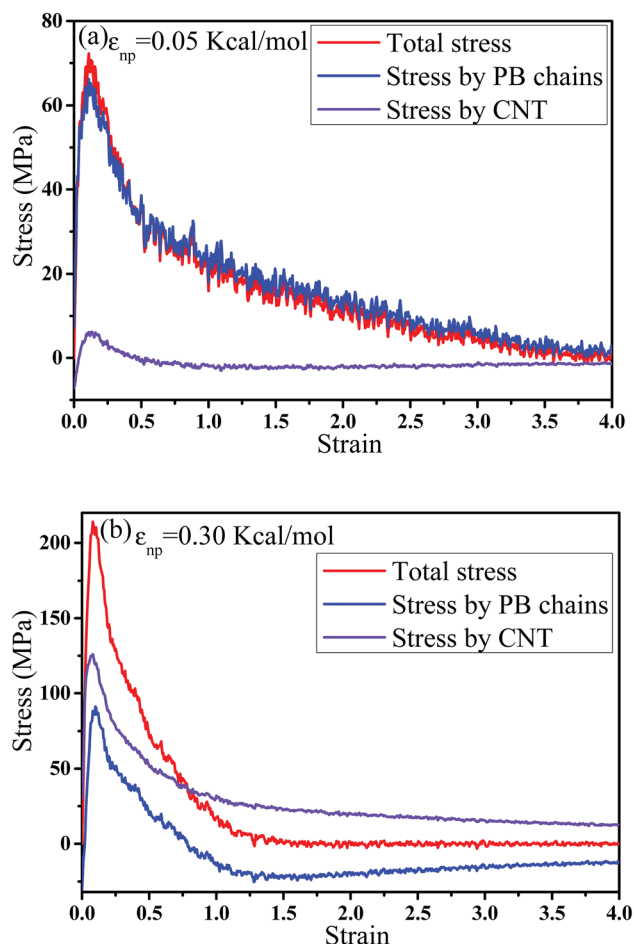 (a) εnp=0.05 Kcal/mol
Total stress
Stress by PB chains
Stress by CNT
Stress (MPa)
80
60
40
20
0
0.0 0.5 1.0 1.5 2.0 2.5 3.0 3.5 4.0
Strain
(b) εnp=0.30 Kcal/mol
Total stress
Stress by PB chains
Stress by CNT
Stress (MPa)
200
150
100
50
0
0.0 0.5 1.0 1.5 2.0 2.5 3.0 3.5 4.0
Strain